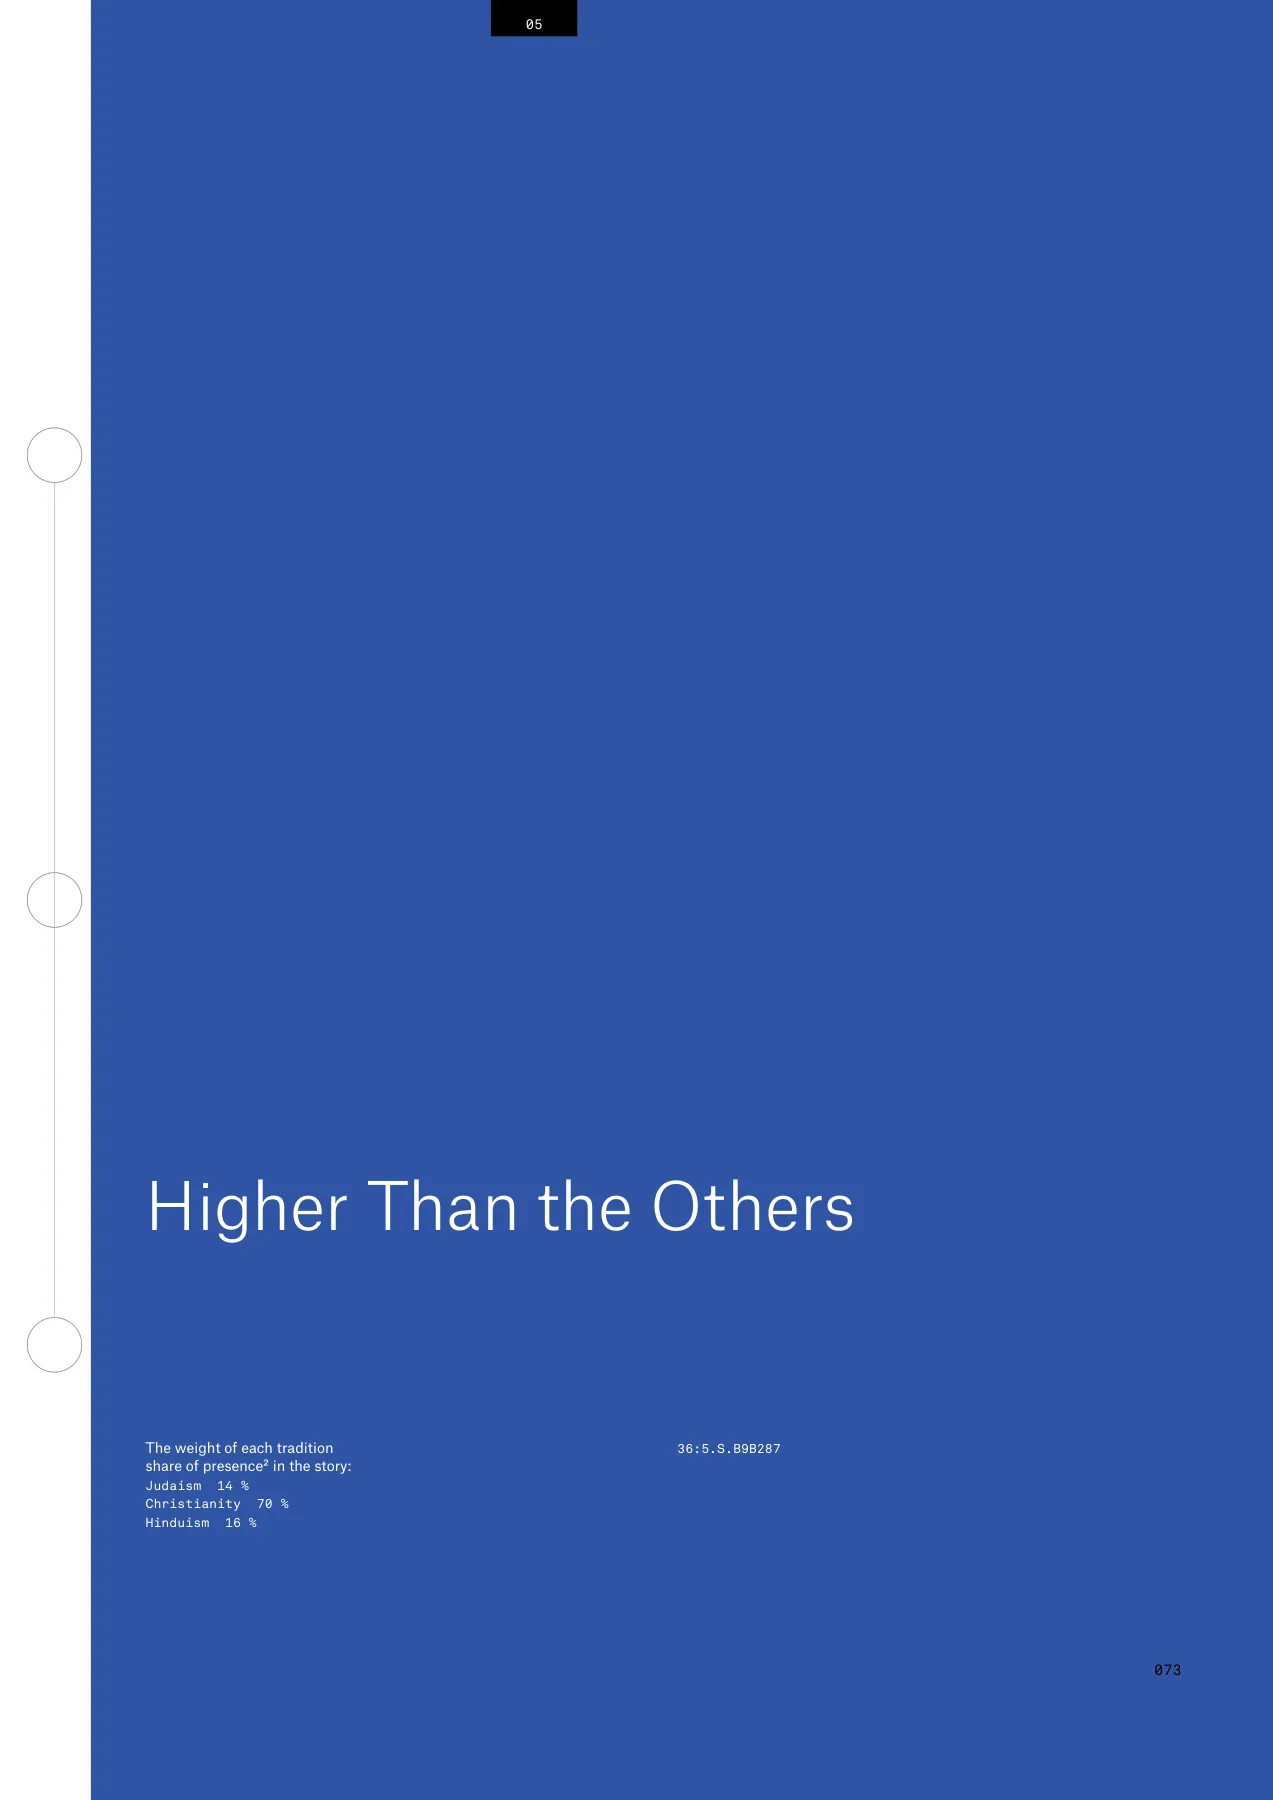 05
Higher Than the Others
The weight of each tradition
share of presence² in the story:
Judaism  14 %
Christianity  70 %
Hinduism  16 %
36:5.S.B9B287
073